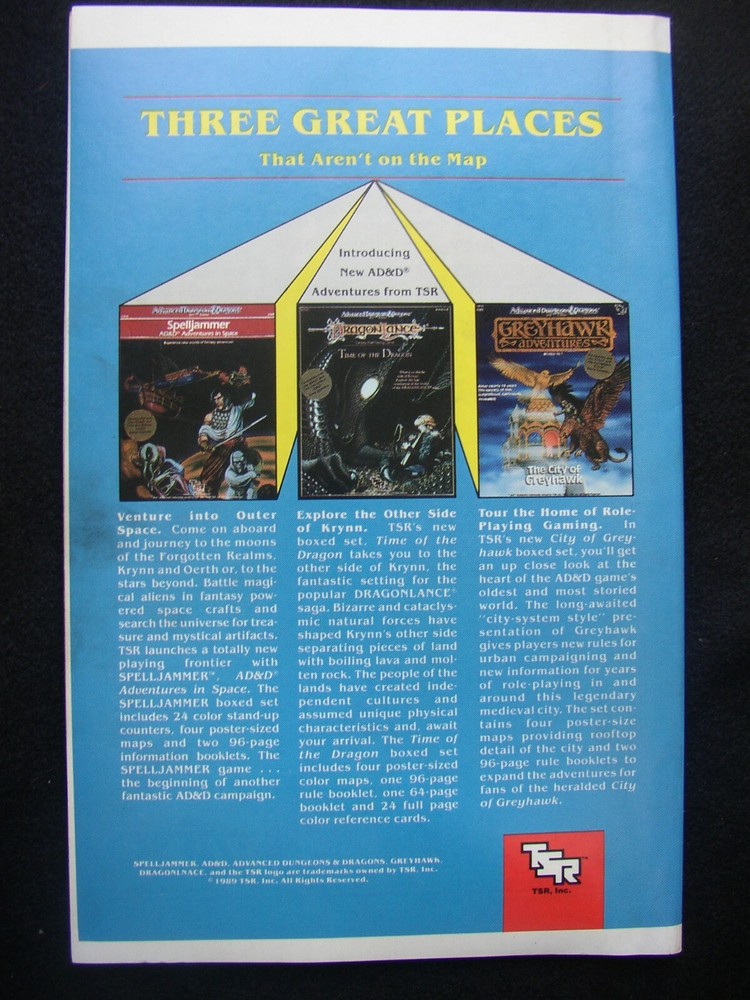 THREE GREAT PLACES
That Aren't on the Map
Introducing
New AD&D®
Adventures from TSR
Advanced Dungeons & Dragons
Spelljammer
AD&D Adventures in Space
Advanced Dungeons & Dragons
DRAGONLANCE
TIME OF THE DRAGON
Advanced Dungeons & Dragons
GREYHAWK
ADVENTURES
The City of
Greyhawk
Venture into Outer
Space. Come on aboard
and journey to the moons
of the Forgotten Realms,
Krynn and Oerth or, to the
stars beyond. Battle magi-
cal aliens in fantasy pow-
ered space crafts and
search the universe for trea-
sure and mystical artifacts.
TSR launches a totally new
playing frontier with
SPELLJAMMER™, AD&D®
Adventures in Space. The
SPELLJAMMER boxed set
includes 24 color stand-up
counters, four poster-sized
maps and two 96-page
information booklets. The
SPELLJAMMER game . . .
the beginning of another
fantastic AD&D campaign.
Explore the Other Side
of Krynn. TSR's new
boxed set, Time of the
Dragon takes you to the
other side of Krynn, the
fantastic setting for the
popular DRAGONLANCE®
saga. Bizarre and cataclys-
mic natural forces have
shaped Krynn's other side
separating pieces of land
with boiling lava and mol-
ten rock. The people of the
lands have created inde-
pendent cultures and
assumed unique physical
characteristics and, await
your arrival. The Time of
the Dragon boxed set
includes four poster-sized
color maps, one 96-page
rule booklet, one 64-page
booklet and 24 full page
color reference cards.
Tour the Home of Role-
Playing Gaming. In
TSR's new City of Grey-
hawk boxed set, you'll get
an up close look at the
heart of the AD&D game's
oldest and most storied
world. The long-awaited
"city-system style" pre-
sentation of Greyhawk
gives players new rules for
urban campaigning and
new information for years
of role-playing in and
around this legendary
medieval city. The set con-
tains four poster-size
maps providing rooftop
detail of the city and two
96-page rule booklets to
expand the adventures for
fans of the heralded City
of Greyhawk.
SPELLJAMMER, AD&D, ADVANCED DUNGEONS & DRAGONS, GREYHAWK,
DRAGONLNACE, and the TSR logo are trademarks owned by TSR, Inc.
© 1989 TSR, Inc. All Rights Reserved.
TSR™
TSR, Inc.